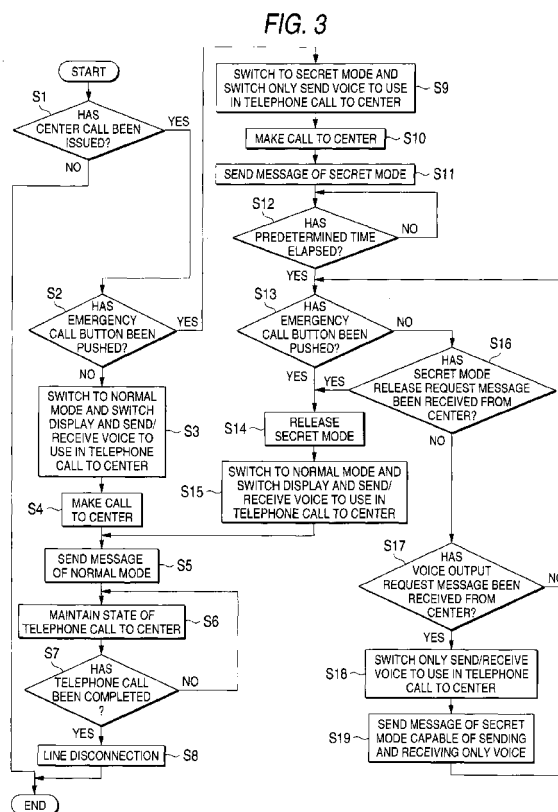 FIG. 3
START
S1
HAS
CENTER CALL BEEN
ISSUED?
YES
NO
S2
HAS
EMERGENCY
CALL BUTTON BEEN
PUSHED?
YES
NO
SWITCH TO NORMAL
MODE AND SWITCH
DISPLAY AND SEND/
RECEIVE VOICE TO
USE IN TELEPHONE
CALL TO CENTER
S3
S4
MAKE CALL
TO CENTER
SEND MESSAGE
OF NORMAL MODE
S5
MAINTAIN STATE OF
TELEPHONE CALL TO CENTER
S6
S7
HAS
TELEPHONE CALL
BEEN COMPLETED
?
NO
YES
LINE DISCONNECTION
S8
END
SWITCH TO SECRET MODE AND
SWITCH ONLY SEND VOICE TO USE
IN TELEPHONE CALL TO CENTER
S9
MAKE CALL TO CENTER
S10
SEND MESSAGE OF SECRET MODE
S11
S12
HAS
PREDETERMINED TIME
ELAPSED?
NO
YES
S13
HAS
EMERGENCY
CALL BUTTON BEEN
PUSHED?
NO
YES
S16
HAS
SECRET MODE
RELEASE REQUEST MESSAGE
BEEN RECEIVED FROM
CENTER?
YES
NO
S14
RELEASE
SECRET MODE
S15
SWITCH TO NORMAL MODE AND
SWITCH DISPLAY AND SEND/
RECEIVE VOICE TO USE IN
TELEPHONE CALL TO CENTER
S17
HAS
VOICE OUTPUT
REQUEST MESSAGE BEEN
RECEIVED FROM
CENTER?
NO
YES
S18
SWITCH ONLY SEND/RECEIVE
VOICE TO USE IN TELEPHONE
CALL TO CENTER
S19
SEND MESSAGE OF SECRET
MODE CAPABLE OF SENDING
AND RECEIVING ONLY VOICE